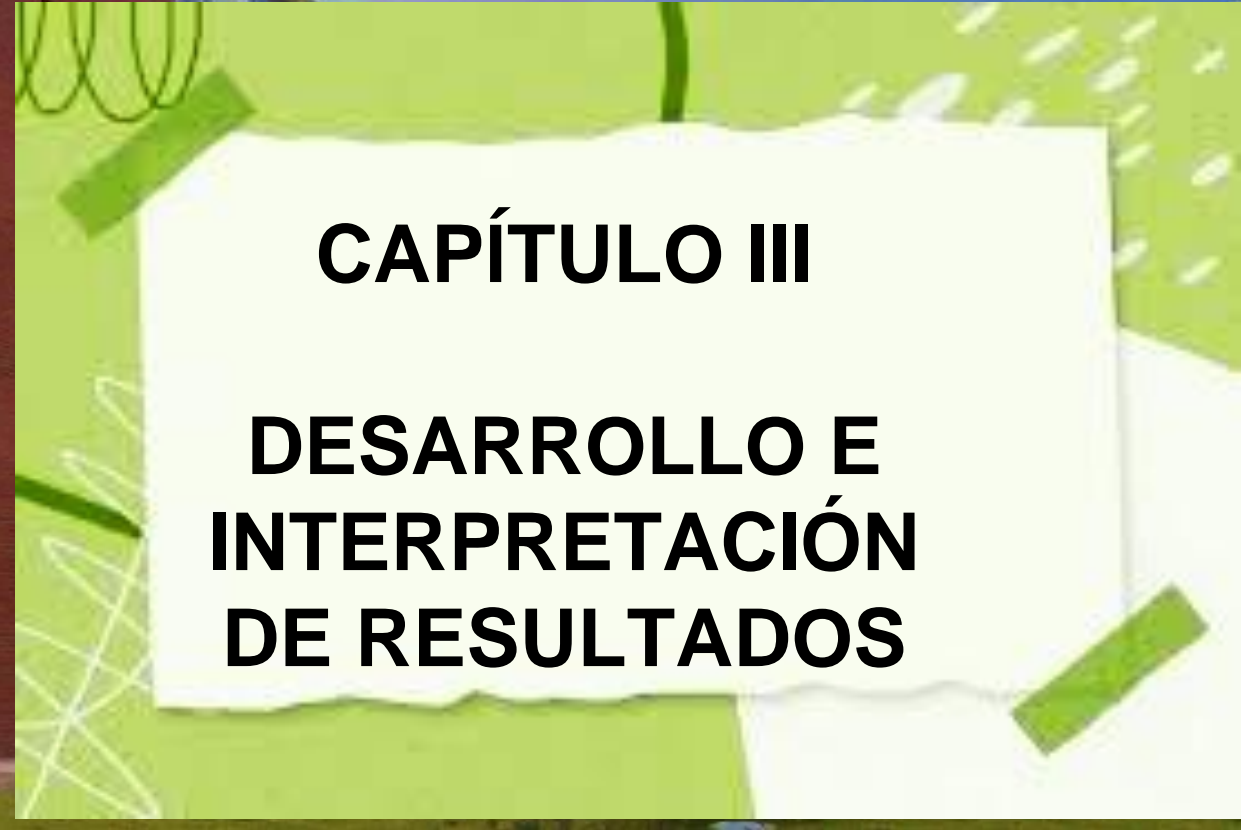 CAPÍTULO III
DESARROLLO E
INTERPRETACIÓN
DE RESULTADOS